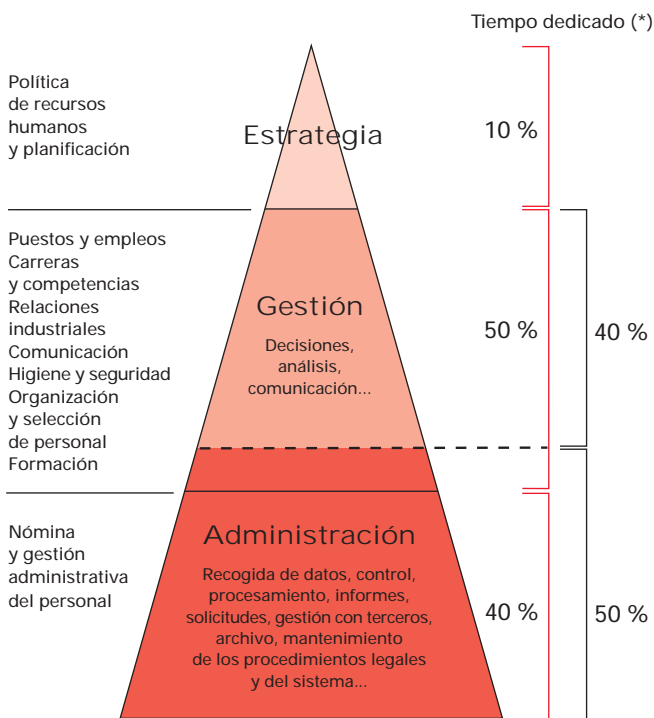 Tiempo dedicado (*)
Política
de recursos
humanos
y planificación
Estrategia
10 %
Puestos y empleos
Carreras
y competencias
Relaciones
industriales
Comunicación
Higiene y seguridad
Organización
y selección
de personal
Formación
Gestión
Decisiones,
análisis,
comunicación...
50 %
40 %
Nómina
y gestión
administrativa
del personal
Administración
Recogida de datos, control,
procesamiento, informes,
solicitudes, gestión con terceros,
archivo, mantenimiento
de los procedimientos legales
y del sistema...
40 %
50 %